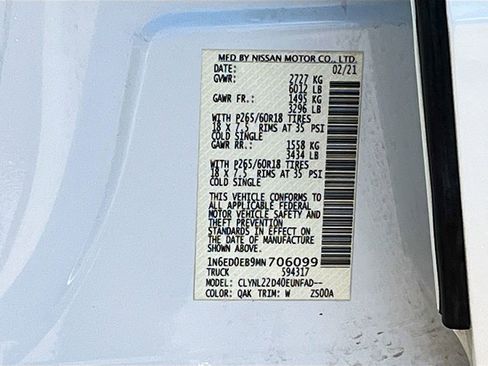 MFD BY NISSAN MOTOR CO., LTD.
DATE: 02/21
GVWR: 2727 KG
6012 LB
GAWR FR.: 1495 KG
3296 LB
WITH P265/60R18 TIRES
18 X 7.5 RIMS AT 35 PSI
COLD SINGLE
GAWR RR.: 1558 KG
3434 LB
WITH P265/60R18 TIRES
18 X 7.5 RIMS AT 35 PSI
COLD SINGLE
THIS VEHICLE CONFORMS TO
ALL APPLICABLE FEDERAL
MOTOR VEHICLE SAFETY AND
THEFT PREVENTION
STANDARDS IN EFFECT ON
THE DATE OF MANUFACTURE
SHOWN ABOVE.
1N6ED0EB9MN 706099
TRUCK 594317
MODEL: CLYNL22D40EUNFAD--
COLOR: QAK TRIM: W ZS00A